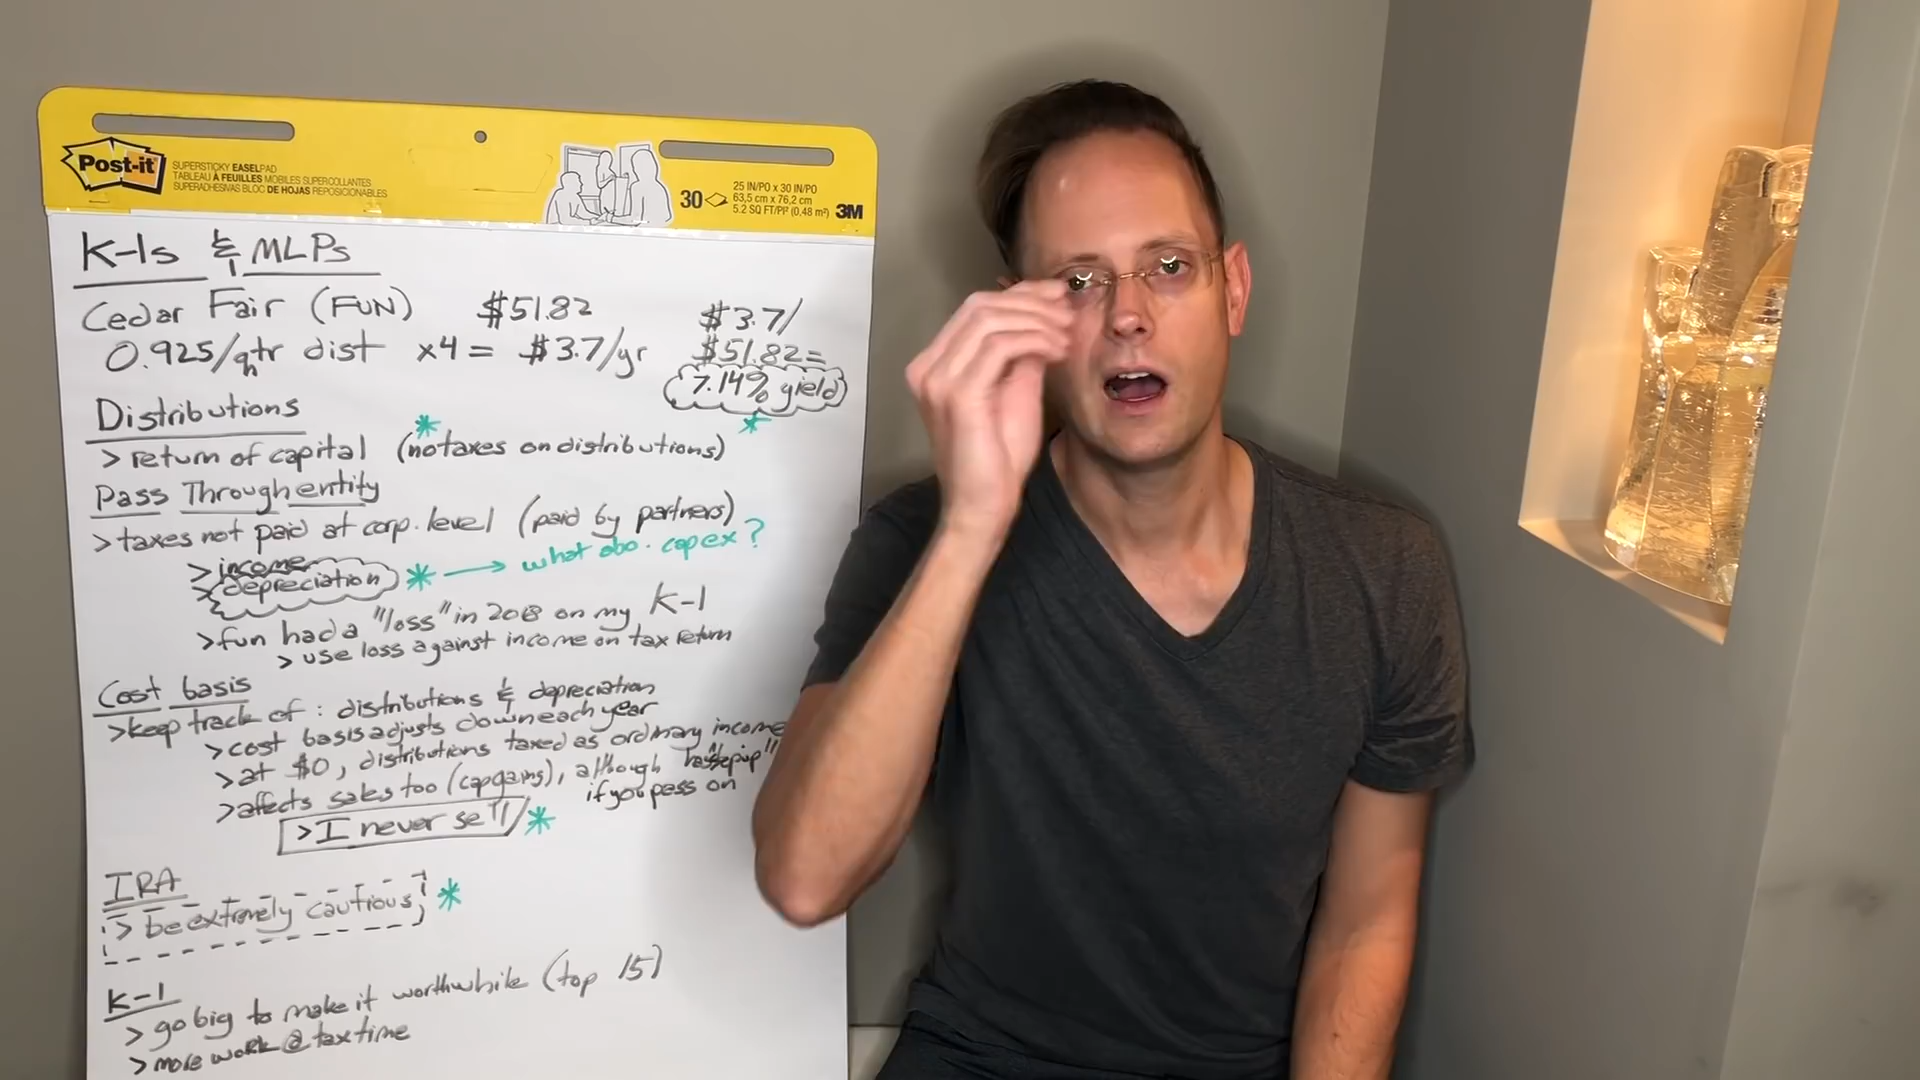 Post-it
SUPERSTICKY EASEL PAD
TABLEAU À FEUILLES MOBILES SUPERCOLLANTES
SUPERADHESIVAS BLOC DE HOJAS REPOSICIONABLES
30
25 IN/PO x 30 IN/PO
63,5 cm x 76,2 cm
5.2 SQ FT/PI² (0,48 m²)
3M
K-1s & MLPs
Cedar Fair (FUN) $51.82
0.925/qtr dist x4 = $3.7/yr
$3.7/
$51.82=
7.14% yield
Distributions
> return of capital (no taxes on distributions)
Pass Through entity
> taxes not paid at corp. level (paid by partners)
> income
> depreciation * → what abo. capex?
> fun had a "loss" in 2018 on my K-1
> use loss against income on tax return
Cost basis
> keep track of: distributions & depreciation
> cost basis adjusts down each year
> at $0, distributions taxed as ordinary income
> affects sales too (cap gains), although
if you pass on
> I never sell *
IRA
> be extremely cautious *
K-1
> go big to make it worthwhile (top 15)
> more work @ tax time